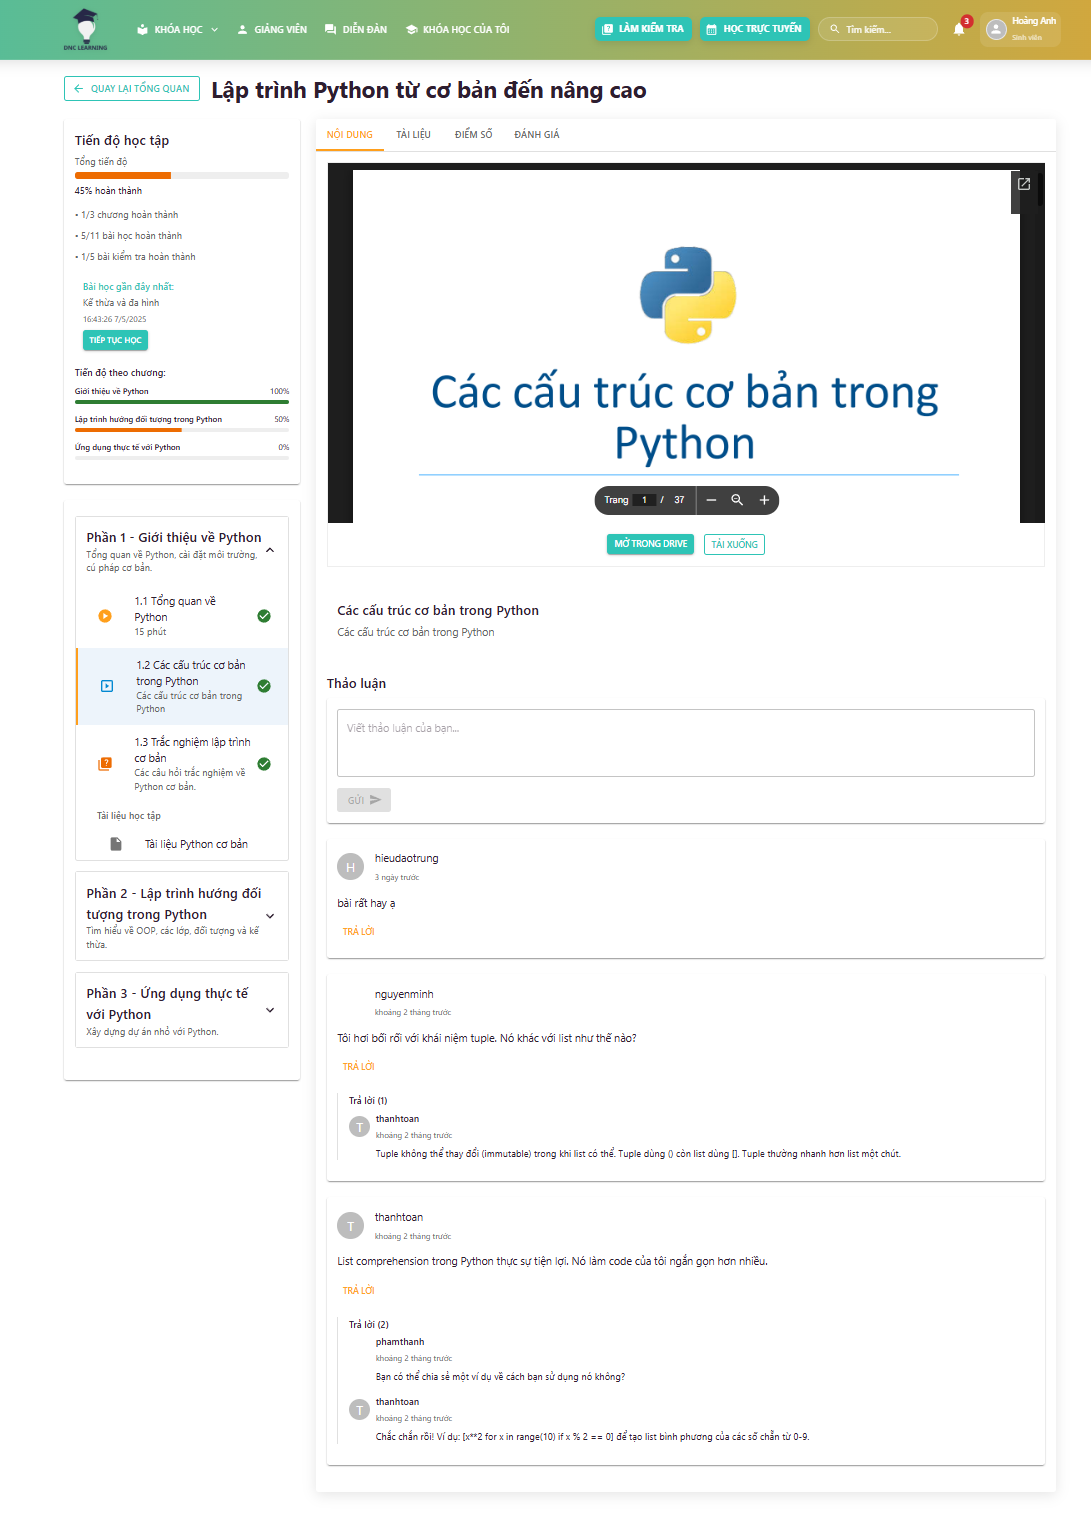 DNC LEARNING
KHÓA HỌC
GIẢNG VIÊN
DIỄN ĐÀN
KHÓA HỌC CỦA TÔI
LÀM KIỂM TRA
HỌC TRỰC TUYẾN
Tìm kiếm...
3
Hoàng Anh
Sinh viên
QUAY LẠI TỔNG QUAN
Lập trình Python từ cơ bản đến nâng cao
Tiến độ học tập
Tổng tiến độ
45% hoàn thành
• 1/3 chương hoàn thành
• 5/11 bài học hoàn thành
• 1/5 bài kiểm tra hoàn thành
Bài học gần đây nhất:
Kế thừa và đa hình
16:43:26 7/5/2025
TIẾP TỤC HỌC
Tiến độ theo chương:
Giới thiệu về Python 100%
Lập trình hướng đối tượng trong Python 50%
Ứng dụng thực tế với Python 0%
Phần 1 - Giới thiệu về Python
Tổng quan về Python, cài đặt môi trường,
cú pháp cơ bản.
1.1 Tổng quan về
Python
15 phút
1.2 Các cấu trúc cơ bản
trong Python
Các cấu trúc cơ bản trong
Python
1.3 Trắc nghiệm lập trình
cơ bản
Các câu hỏi trắc nghiệm về
Python cơ bản.
Tài liệu học tập
Tài liệu Python cơ bản
Phần 2 - Lập trình hướng đối
tượng trong Python
Tìm hiểu về OOP, các lớp, đối tượng và kế
thừa.
Phần 3 - Ứng dụng thực tế
với Python
Xây dựng dự án nhỏ với Python.
NỘI DUNG
TÀI LIỆU
ĐIỂM SỐ
ĐÁNH GIÁ
Các cấu trúc cơ bản trong
Python
Trang 1 / 37
MỞ TRONG DRIVE
TẢI XUỐNG
Các cấu trúc cơ bản trong Python
Các cấu trúc cơ bản trong Python
Thảo luận
Viết thảo luận của bạn...
GỬI
H
hieudaotrung
3 ngày trước
bài rất hay ạ
TRẢ LỜI
nguyenminh
khoảng 2 tháng trước
Tôi hơi bối rối với khái niệm tuple. Nó khác với list như thế nào?
TRẢ LỜI
Trả lời (1)
T
thanhtoan
khoảng 2 tháng trước
Tuple không thể thay đổi (immutable) trong khi list có thể. Tuple dùng () còn list dùng []. Tuple thường nhanh hơn list một chút.
T
thanhtoan
khoảng 2 tháng trước
List comprehension trong Python thực sự tiện lợi. Nó làm code của tôi ngắn gọn hơn nhiều.
TRẢ LỜI
Trả lời (2)
phamthanh
khoảng 2 tháng trước
Bạn có thể chia sẻ một ví dụ về cách bạn sử dụng nó không?
T
thanhtoan
khoảng 2 tháng trước
Chắc chắn rồi! Ví dụ: [x**2 for x in range(10) if x % 2 == 0] để tạo list bình phương của các số chẵn từ 0-9.